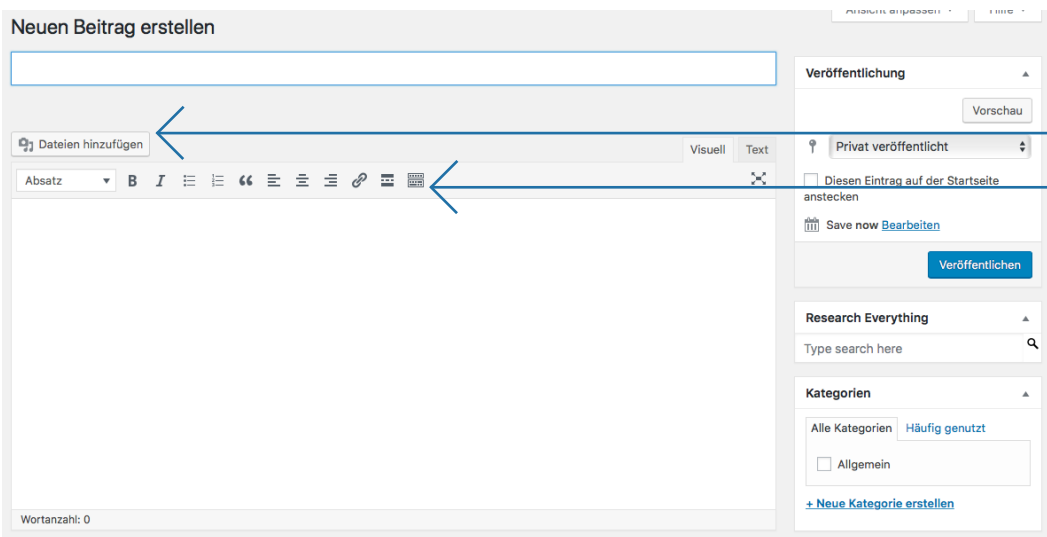 Ansicht anpassen
Hilfe
Neuen Beitrag erstellen
Dateien hinzufügen
Visuell
Text
Absatz
B
I
Wortanzahl: 0
Veröffentlichung
Vorschau
Privat veröffentlicht
Diesen Eintrag auf der Startseite
anstecken
Save now Bearbeiten
Veröffentlichen
Research Everything
Type search here
Kategorien
Alle Kategorien
Häufig genutzt
Allgemein
+ Neue Kategorie erstellen